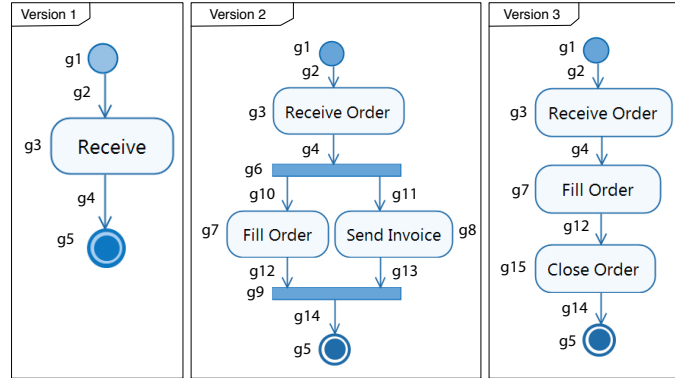 Version 1
g1
g2
g3
Receive
g4
g5
Version 2
g1
g2
g3
Receive Order
g4
g6
g10
g11
g7
Fill Order
Send Invoice
g8
g12
g13
g9
g14
g5
Version 3
g1
g2
g3
Receive Order
g4
g7
Fill Order
g12
g15
Close Order
g14
g5